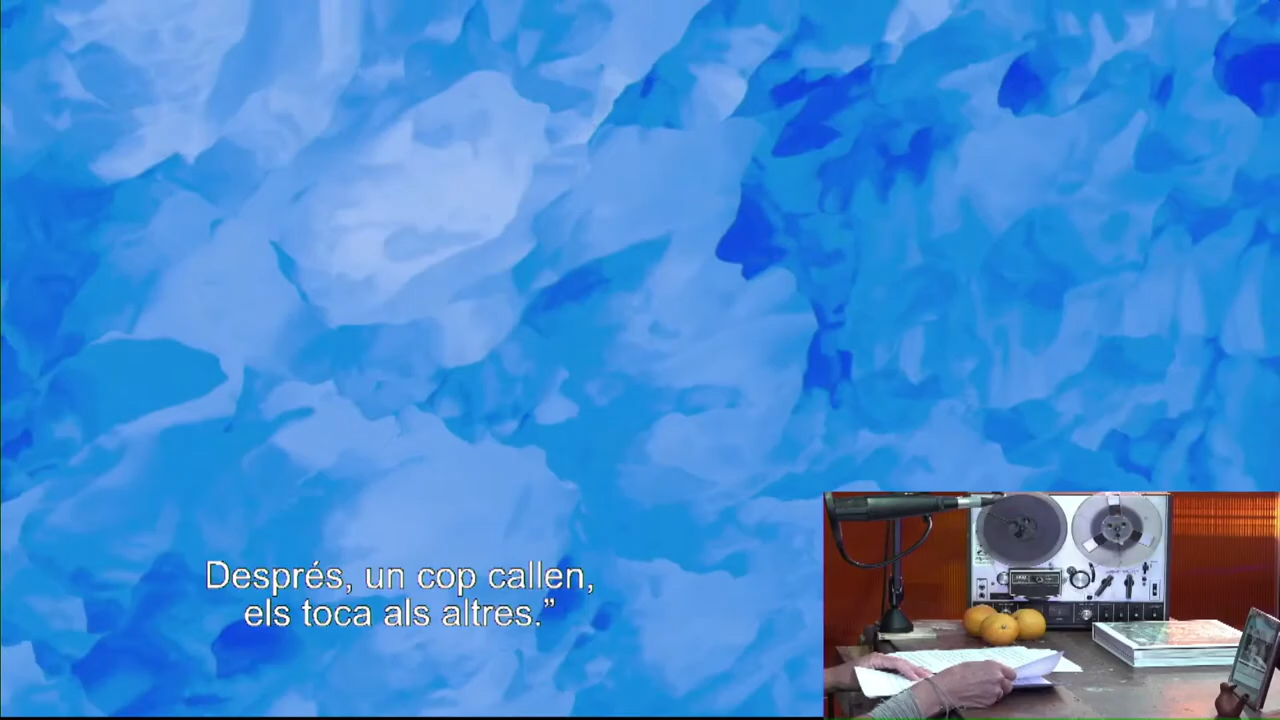 Després, un cop callen,
els toca als altres.”